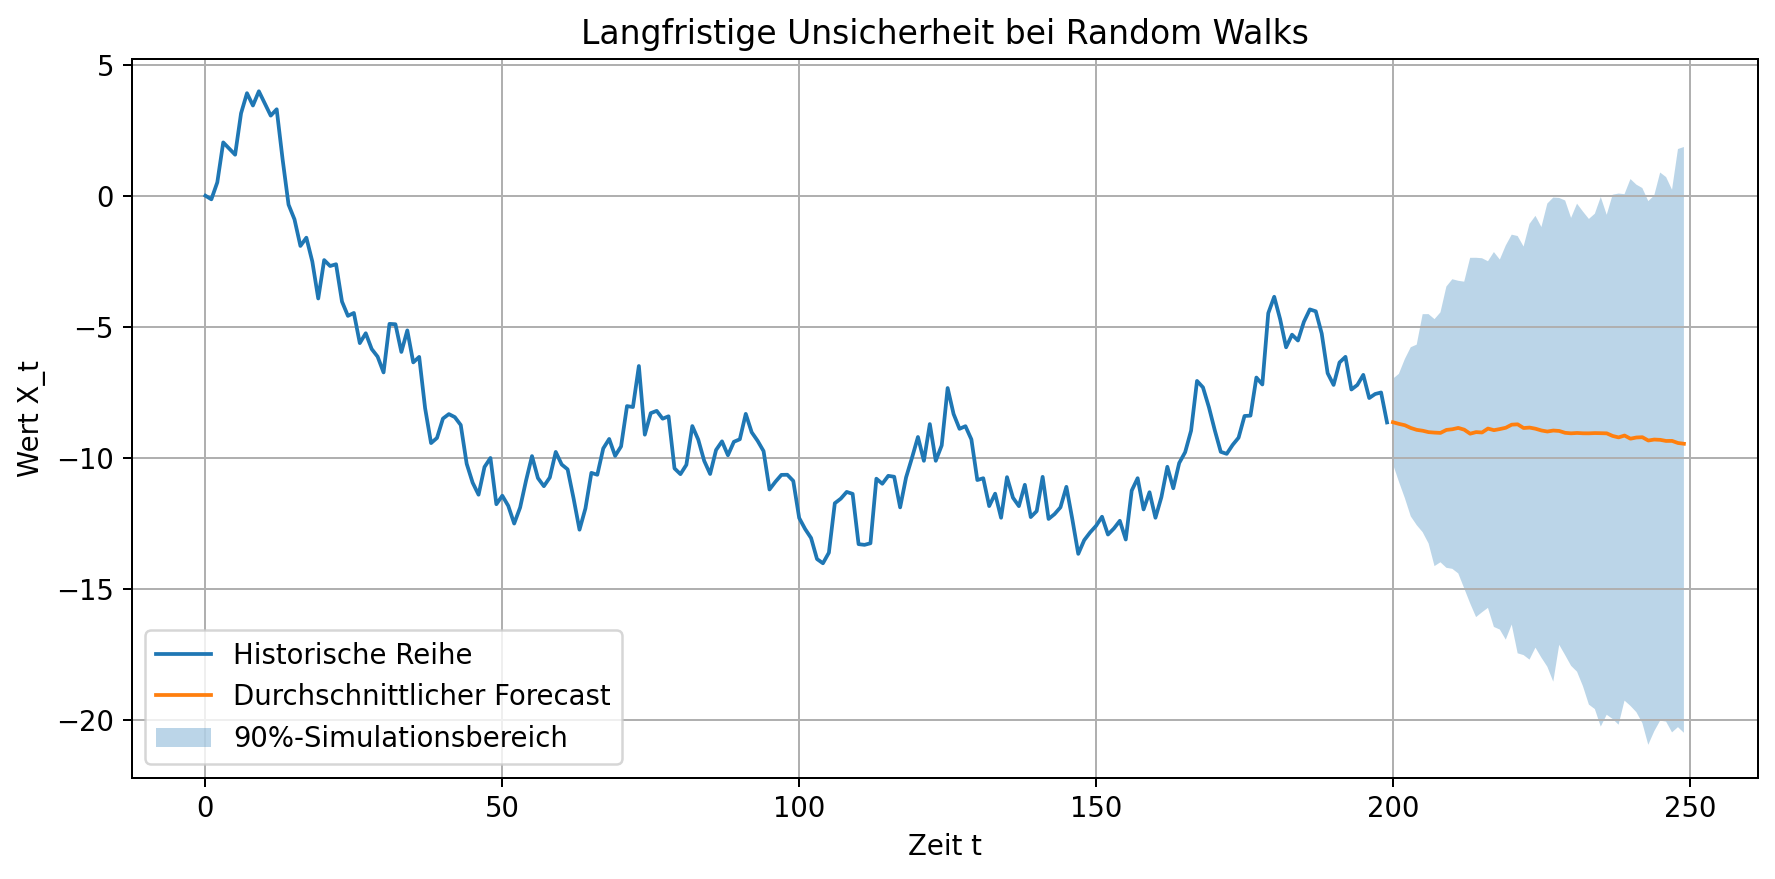 Langfristige Unsicherheit bei Random Walks
5
0
−5
−10
−15
−20
Wert X_t
Historische Reihe
Durchschnittlicher Forecast
90%-Simulationsbereich
0 50 100 150 200 250
Zeit t